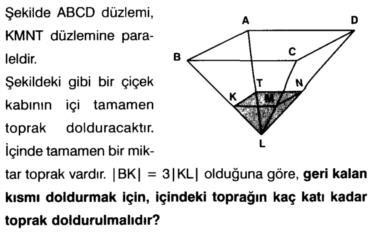 Şekilde ABCD düzlemi,
KMNT düzlemine para-
leldir.
Şekildeki gibi bir çiçek
kabının içi tamamen
toprak dolduracaktır.
İçinde tamamen bir mik-
tar toprak vardır. |BK| = 3|KL| olduğuna göre, geri kalan
kısmı doldurmak için, içindeki toprağın kaç katı kadar
toprak doldurulmalıdır?
A
D
B
C
T
N
K
M
L